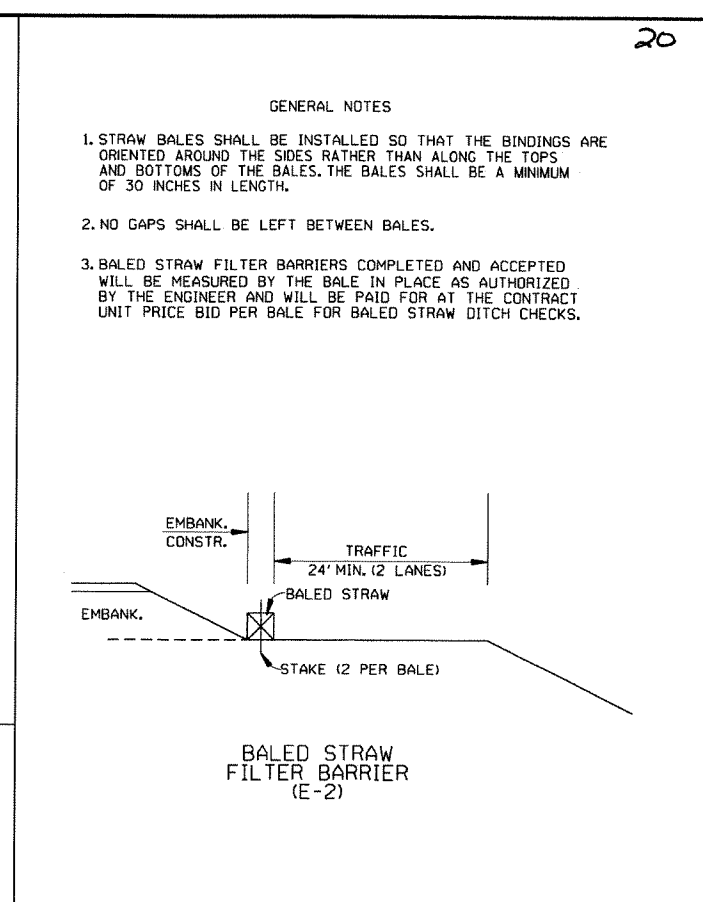 20
GENERAL NOTES
1. STRAW BALES SHALL BE INSTALLED SO THAT THE BINDINGS ARE
ORIENTED AROUND THE SIDES RATHER THAN ALONG THE TOPS
AND BOTTOMS OF THE BALES. THE BALES SHALL BE A MINIMUM
OF 30 INCHES IN LENGTH.
2. NO GAPS SHALL BE LEFT BETWEEN BALES.
3. BALED STRAW FILTER BARRIERS COMPLETED AND ACCEPTED
WILL BE MEASURED BY THE BALE IN PLACE AS AUTHORIZED
BY THE ENGINEER AND WILL BE PAID FOR AT THE CONTRACT
UNIT PRICE BID PER BALE FOR BALED STRAW DITCH CHECKS.
EMBANK.
CONSTR.
TRAFFIC
24' MIN. (2 LANES)
BALED STRAW
EMBANK.
STAKE (2 PER BALE)
BALED STRAW
FILTER BARRIER
(E-2)